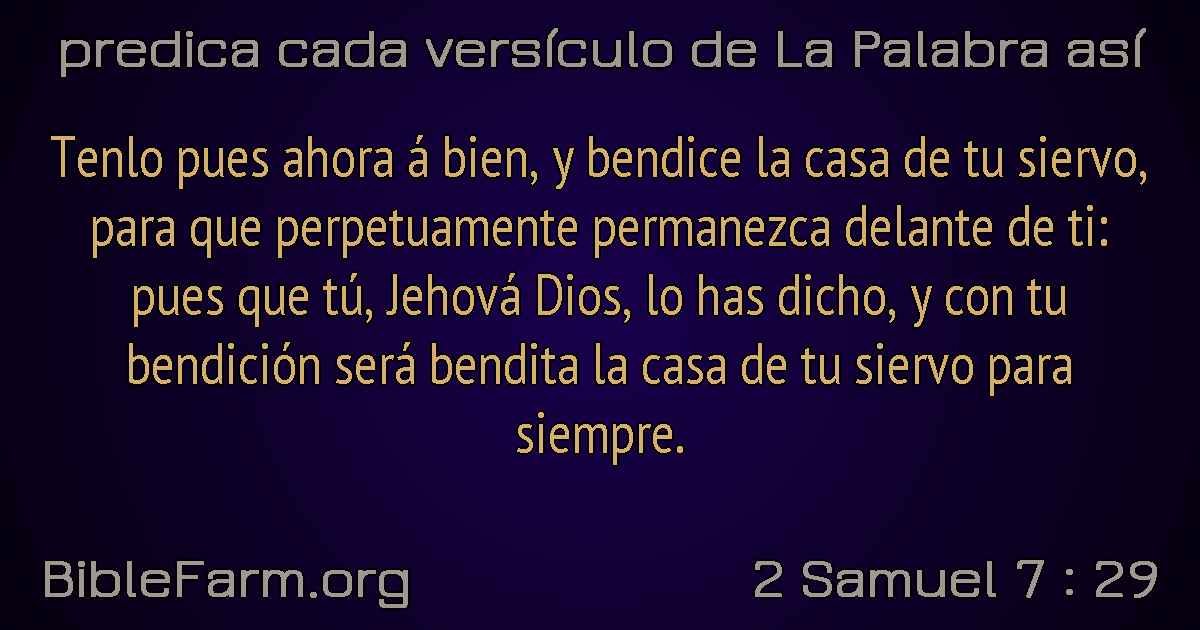 predica cada versículo de La Palabra así
Tenlo pues ahora á bien, y bendice la casa de tu siervo,
para que perpetuamente permanezca delante de ti:
pues que tú, Jehová Dios, lo has dicho, y con tu
bendición será bendita la casa de tu siervo para
siempre.
BibleFarm.org
2 Samuel 7 : 29